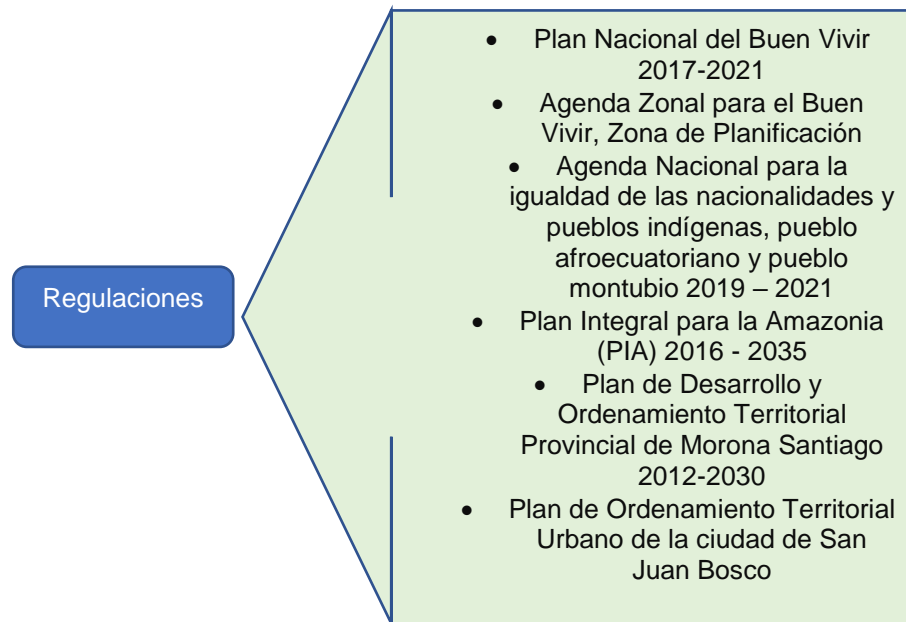 Regulaciones
• Plan Nacional del Buen Vivir
2017-2021
• Agenda Zonal para el Buen
Vivir, Zona de Planificación
• Agenda Nacional para la
igualdad de las nacionalidades y
pueblos indígenas, pueblo
afroecuatoriano y pueblo
montubio 2019 – 2021
• Plan Integral para la Amazonia
(PIA) 2016 - 2035
• Plan de Desarrollo y
Ordenamiento Territorial
Provincial de Morona Santiago
2012-2030
• Plan de Ordenamiento Territorial
Urbano de la ciudad de San
Juan Bosco